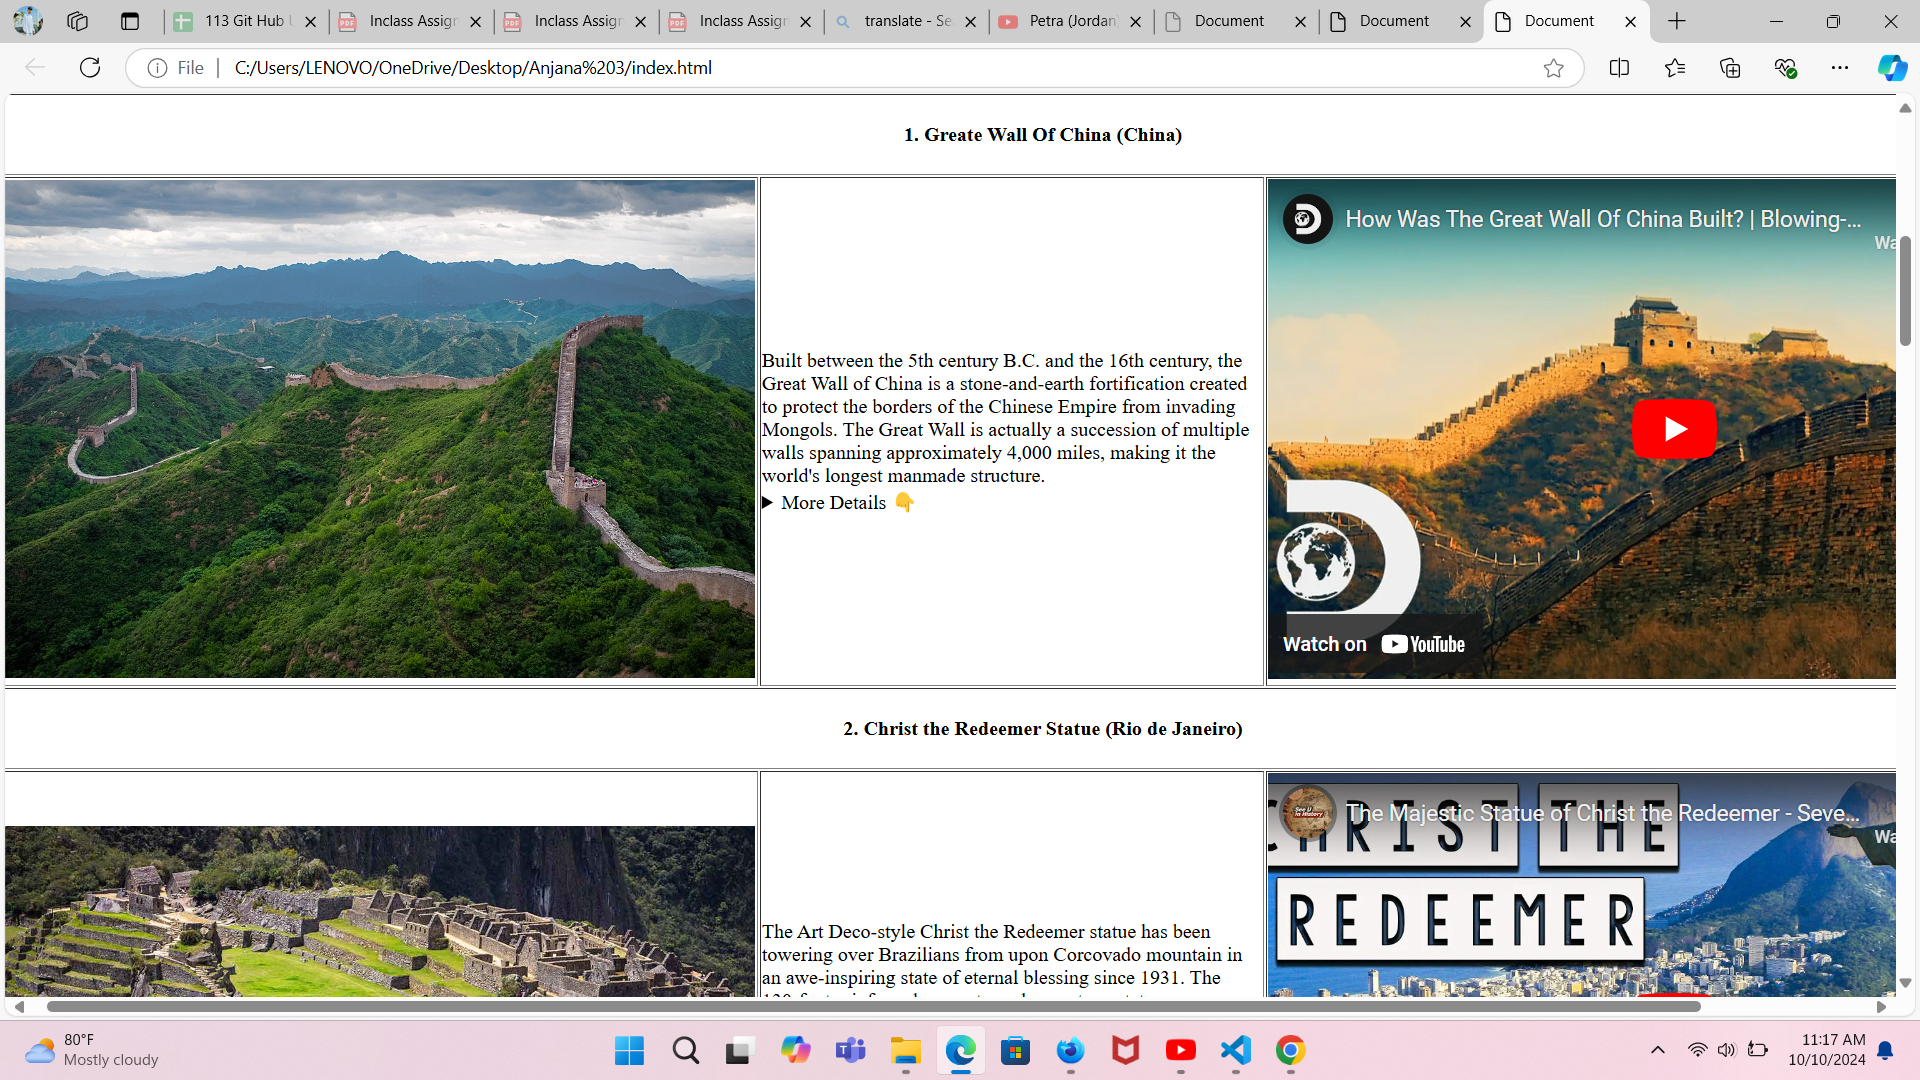 113 Git Hub
Inclass Assign
Inclass Assign
Inclass Assign
translate - Se
Petra (Jordan)
Document
Document
Document
File
C:/Users/LENOVO/OneDrive/Desktop/Anjana%203/index.html
1. Greate Wall Of China (China)
How Was The Great Wall Of China Built? | Blowing-...
Wa
Built between the 5th century B.C. and the 16th century, the
Great Wall of China is a stone-and-earth fortification created
to protect the borders of the Chinese Empire from invading
Mongols. The Great Wall is actually a succession of multiple
walls spanning approximately 4,000 miles, making it the
world's longest manmade structure.
More Details 👇
Watch on YouTube
2. Christ the Redeemer Statue (Rio de Janeiro)
See U in History
The Majestic Statue of Christ the Redeemer - Seve...
Wa
CHRIST THE
REDEEMER
The Art Deco-style Christ the Redeemer statue has been
towering over Brazilians from upon Corcovado mountain in
an awe-inspiring state of eternal blessing since 1931. The
80°F
Mostly cloudy
11:17 AM
10/10/2024